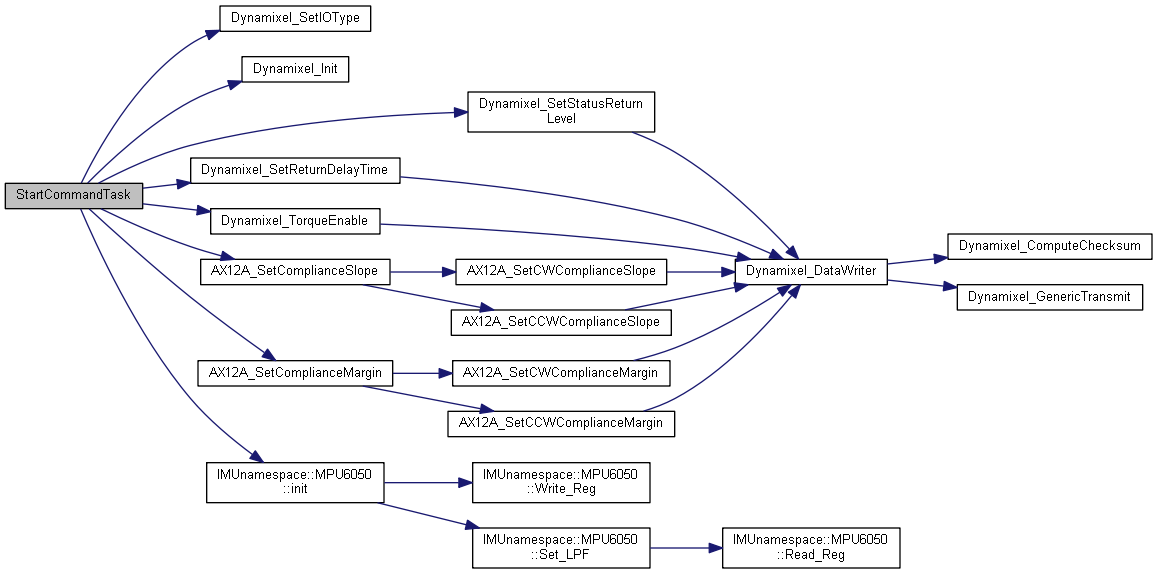 Dynamixel_SetIOType
Dynamixel_Init
Dynamixel_SetStatusReturn
Level
Dynamixel_SetReturnDelayTime
StartCommandTask
Dynamixel_TorqueEnable
Dynamixel_ComputeChecksum
AX12A_SetComplianceSlope
AX12A_SetCWComplianceSlope
Dynamixel_DataWriter
Dynamixel_GenericTransmit
AX12A_SetCCWComplianceSlope
AX12A_SetComplianceMargin
AX12A_SetCWComplianceMargin
AX12A_SetCCWComplianceMargin
IMUnamespace::MPU6050
::init
IMUnamespace::MPU6050
::Write_Reg
IMUnamespace::MPU6050
::Set_LPF
IMUnamespace::MPU6050
::Read_Reg